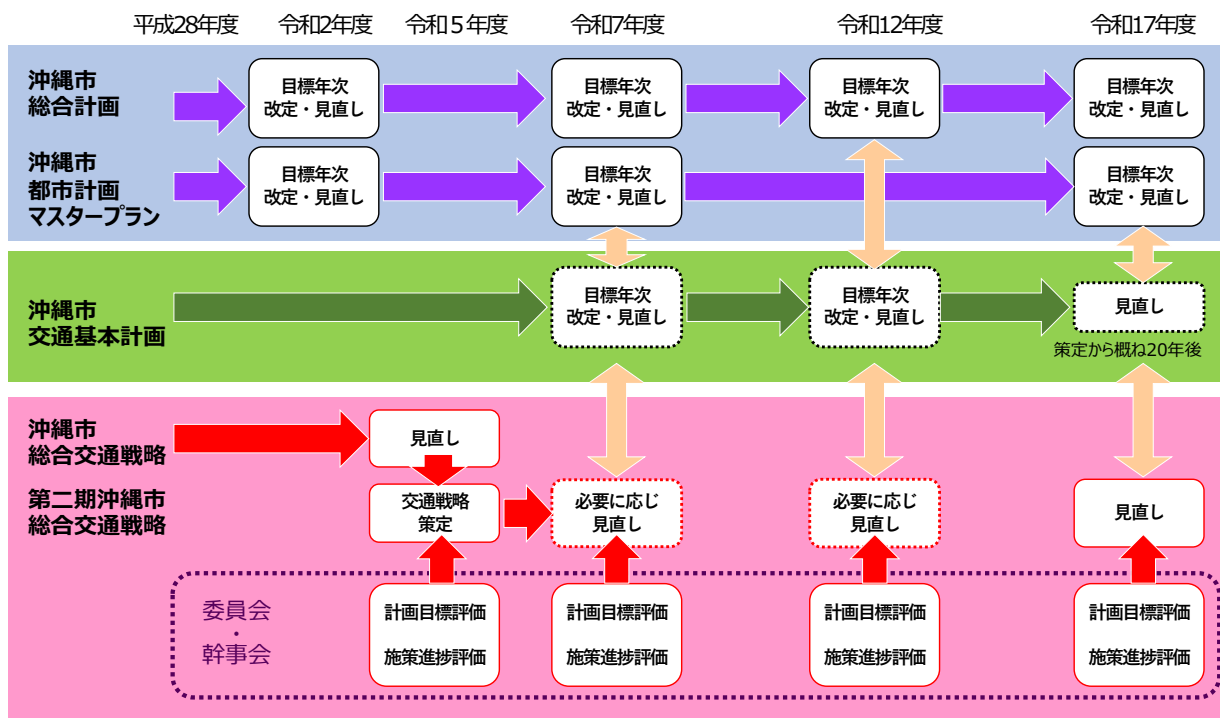 平成28年度
令和2年度
令和５年度
令和7年度
令和12年度
令和17年度
沖縄市
総合計画
目標年次
改定・見直し
目標年次
改定・見直し
目標年次
改定・見直し
目標年次
改定・見直し
沖縄市
都市計画
マスタープラン
目標年次
改定・見直し
目標年次
改定・見直し
目標年次
改定・見直し
沖縄市
交通基本計画
目標年次
改定・見直し
目標年次
改定・見直し
見直し
策定から概ね20年後
沖縄市
総合交通戦略
見直し
第二期沖縄市
総合交通戦略
交通戦略
策定
必要に応じ
見直し
必要に応じ
見直し
見直し
委員会
・
幹事会
計画目標評価
施策進捗評価
計画目標評価
施策進捗評価
計画目標評価
施策進捗評価
計画目標評価
施策進捗評価